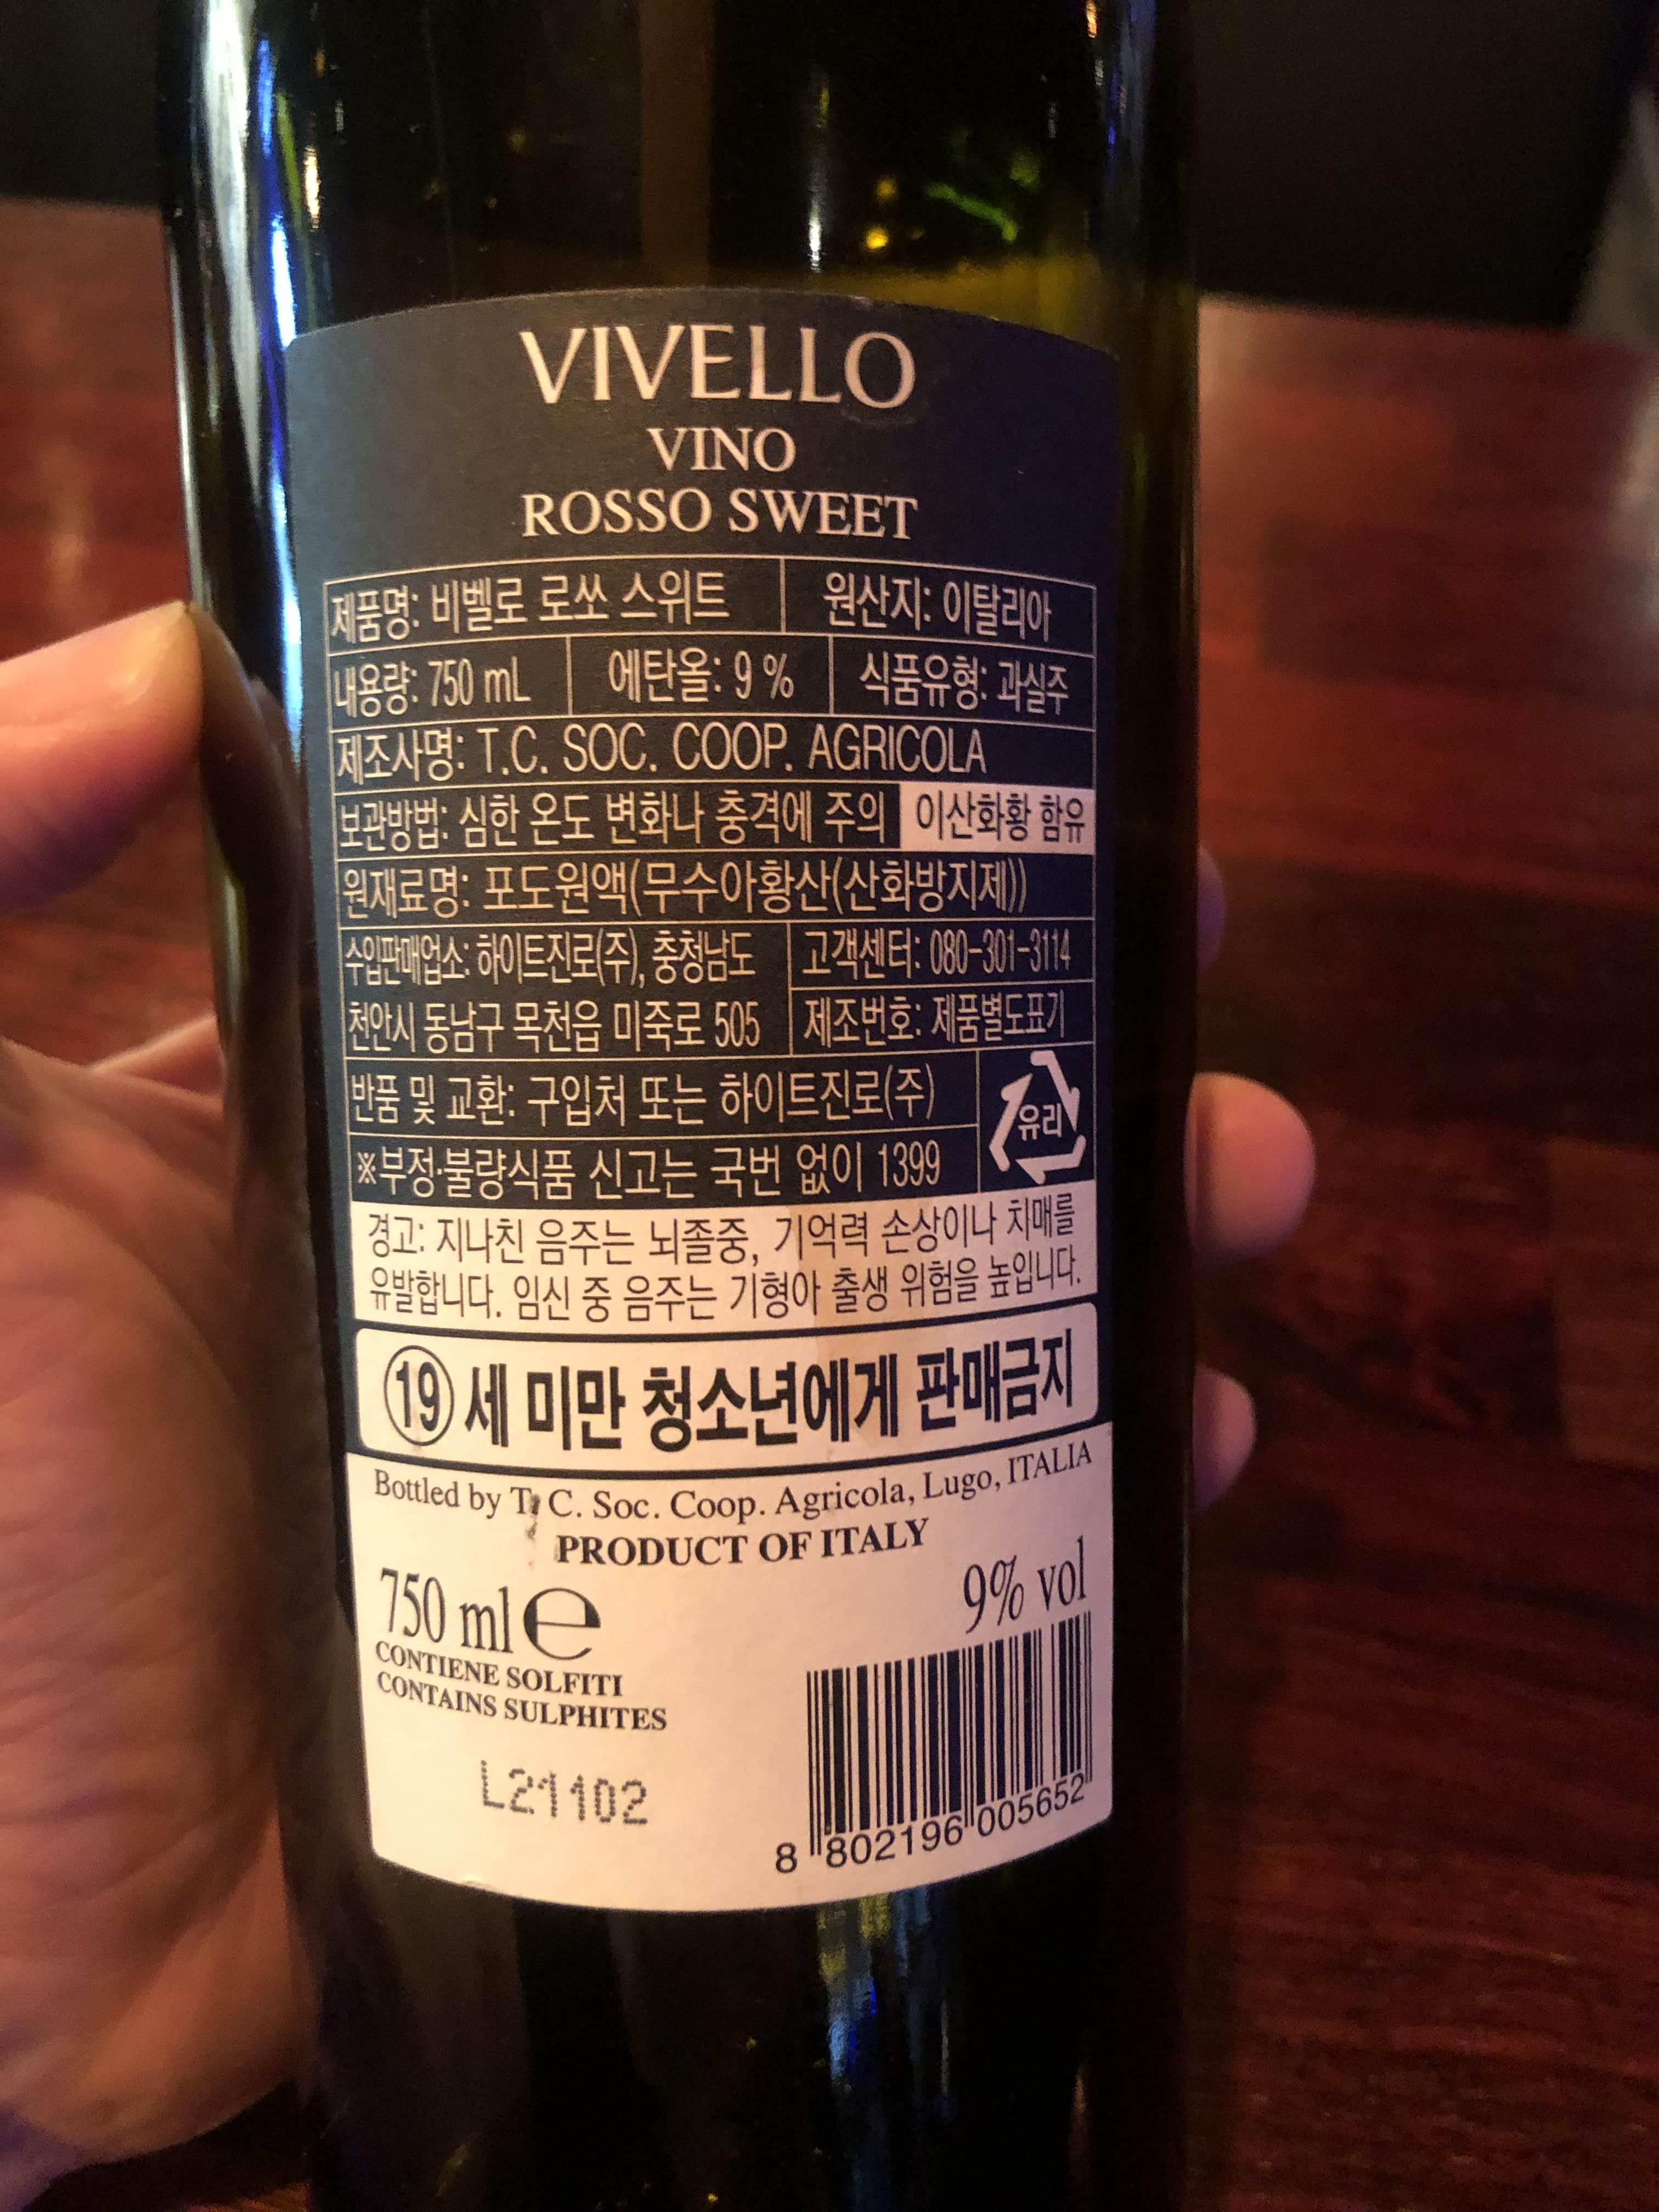 VIVELLO
VINO
ROSSO SWEET
제품명: 비벨로 로쏘 스위트 원산지: 이탈리아
내용량: 750 mL 에탄올: 9 % 식품유형: 과실주
제조사명: T.C. SOC. COOP. AGRICOLA
보관방법: 심한 온도 변화나 충격에 주의 이산화황 함유
원재료명: 포도원액(무수아황산(산화방지제))
수입판매업소: 하이트진로(주), 충청남도 고객센터: 080-301-3114
천안시 동남구 목천읍 미죽로 505 제조번호: 제품별도표기
반품 및 교환: 구입처 또는 하이트진로(주)
유리
※부정·불량식품 신고는 국번 없이 1399
경고: 지나친 음주는 뇌졸중, 기억력 손상이나 치매를
유발합니다. 임신 중 음주는 기형아 출생 위험을 높입니다.
19세 미만 청소년에게 판매금지
Bottled by T. C. Soc. Coop. Agricola, Lugo, ITALIA
PRODUCT OF ITALY
750 ml e 9% vol
CONTIENE SOLFITI
CONTAINS SULPHITES
L21102
8 802196 005652